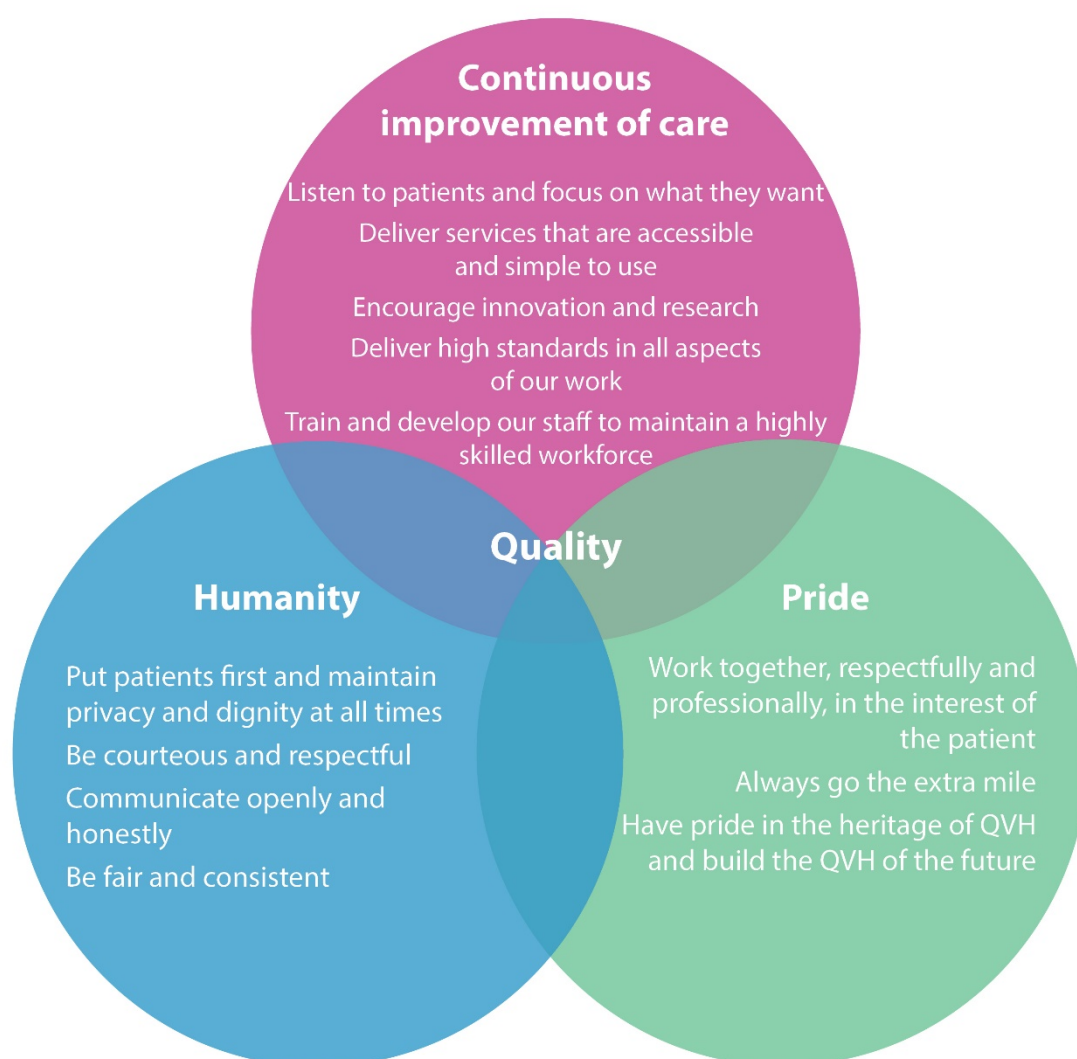 Continuous
improvement of care
Listen to patients and focus on what they want
Deliver services that are accessible
and simple to use
Encourage innovation and research
Deliver high standards in all aspects
of our work
Train and develop our staff to maintain a highly
skilled workforce
Quality
Humanity
Put patients first and maintain
privacy and dignity at all times
Be courteous and respectful
Communicate openly and
honestly
Be fair and consistent
Pride
Work together, respectfully and
professionally, in the interest of
the patient
Always go the extra mile
Have pride in the heritage of QVH
and build the QVH of the future